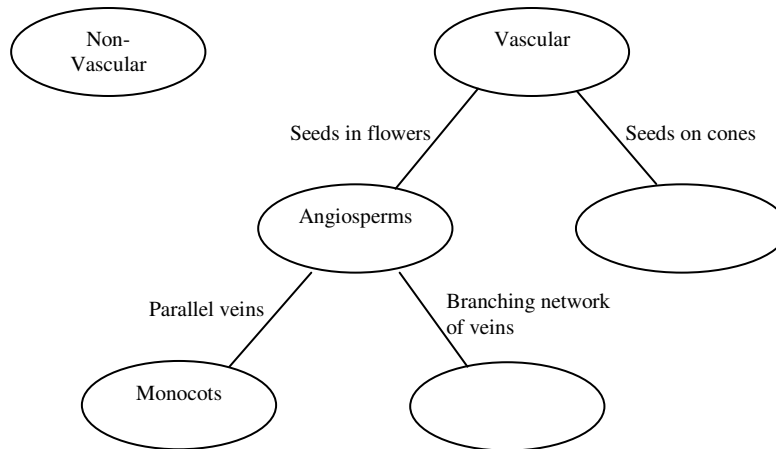 Non-
Vascular
Vascular
Seeds in flowers
Seeds on cones
Angiosperms
Parallel veins
Branching network
of veins
Monocots